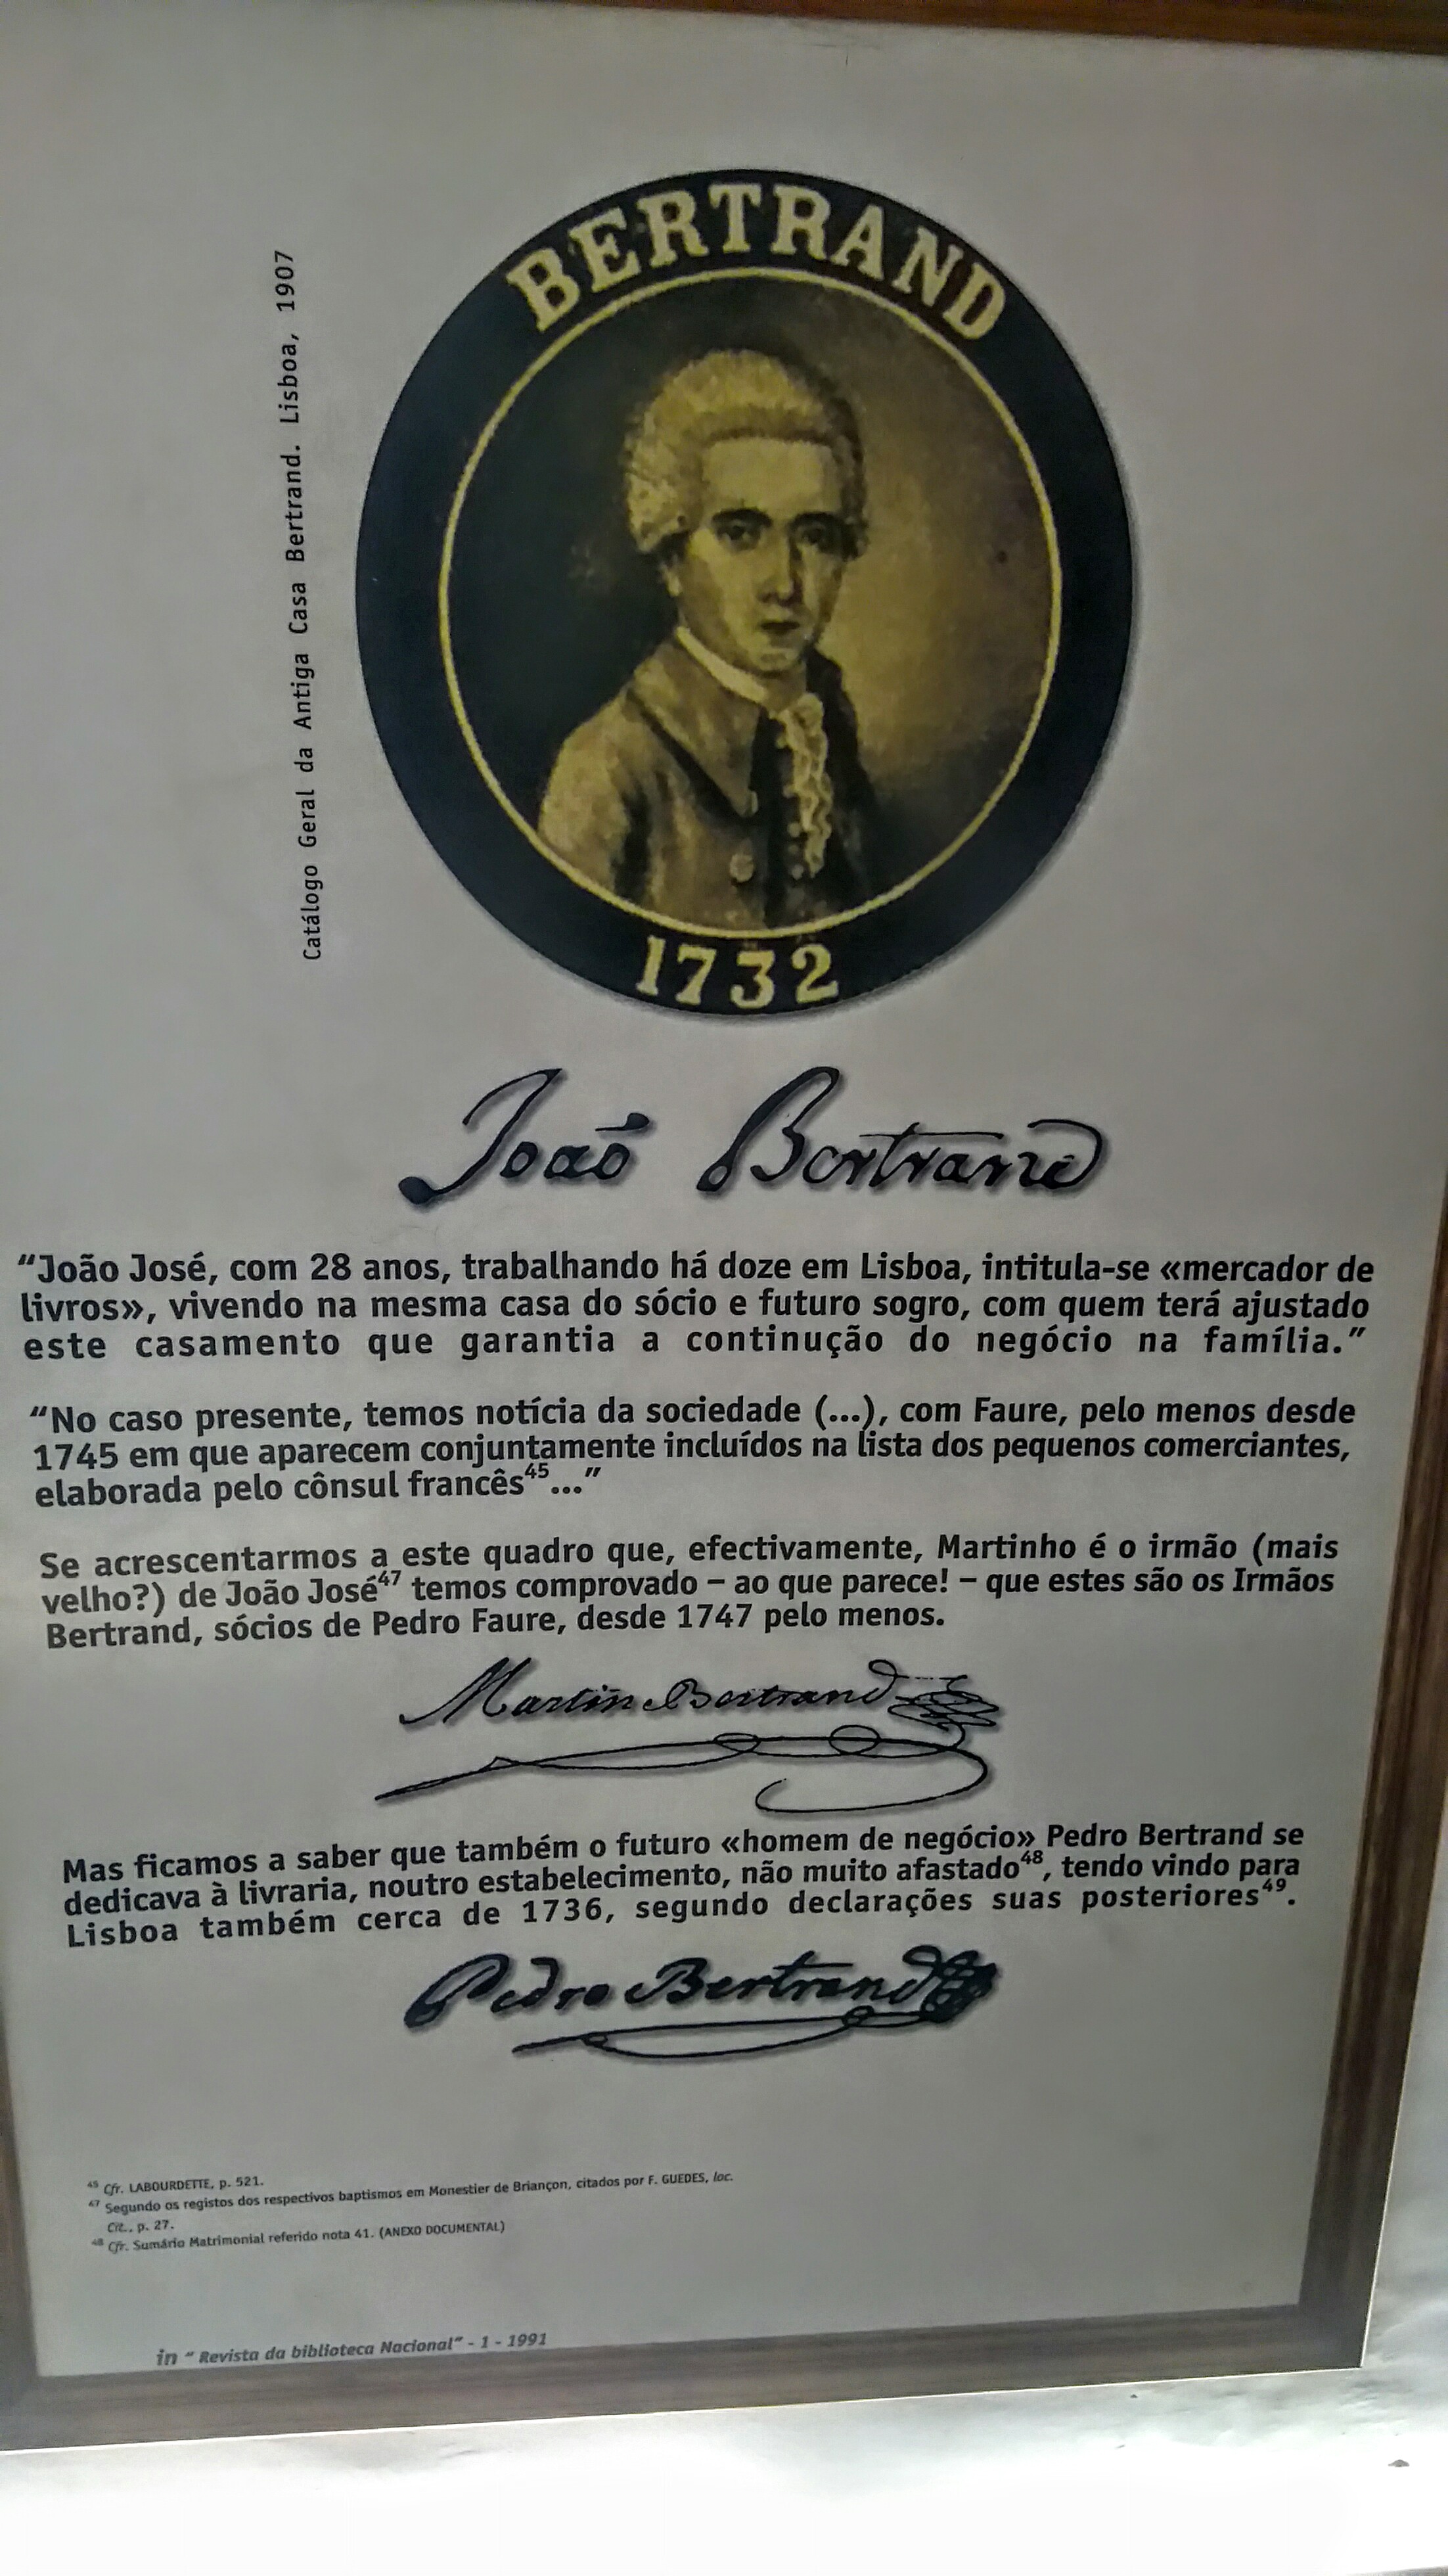 BERTRAND
Catálogo Geral da Antiga Casa Bertrand. Lisboa, 1907
1732
João Bertrand
“João José, com 28 anos, trabalhando há doze em Lisboa, intitula-se «mercador de
livros», vivendo na mesma casa do sócio e futuro sogro, com quem terá ajustado
este casamento que garantia a continução do negócio na família.”
“No caso presente, temos notícia da sociedade (...), com Faure, pelo menos desde
1745 em que aparecem conjuntamente incluídos na lista dos pequenos comerciantes,
elaborada pelo cônsul francês⁴⁵...”
Se acrescentarmos a este quadro que, efectivamente, Martinho é o irmão (mais
velho?) de João José⁴⁷ temos comprovado – ao que parece! – que estes são os Irmãos
Bertrand, sócios de Pedro Faure, desde 1747 pelo menos.
Martin Bertrand
Mas ficamos a saber que também o futuro «homem de negócio» Pedro Bertrand se
dedicava à livraria, noutro estabelecimento, não muito afastado⁴⁸, tendo vindo para
Lisboa também cerca de 1736, segundo declarações suas posteriores⁴⁹.
Pedro Bertrand
⁴⁵ Cfr. LABOURDETTE, p. 521.
⁴⁷ Segundo os registos dos respectivos baptismos em Monestier de Briançon, citados por F. GUEDES, loc.
Cit., p. 27.
⁴⁸ Cfr. Sumário Matrimonial referido nota 41. (ANEXO DOCUMENTAL)
in “ Revista da biblioteca Nacional” - 1 - 1991